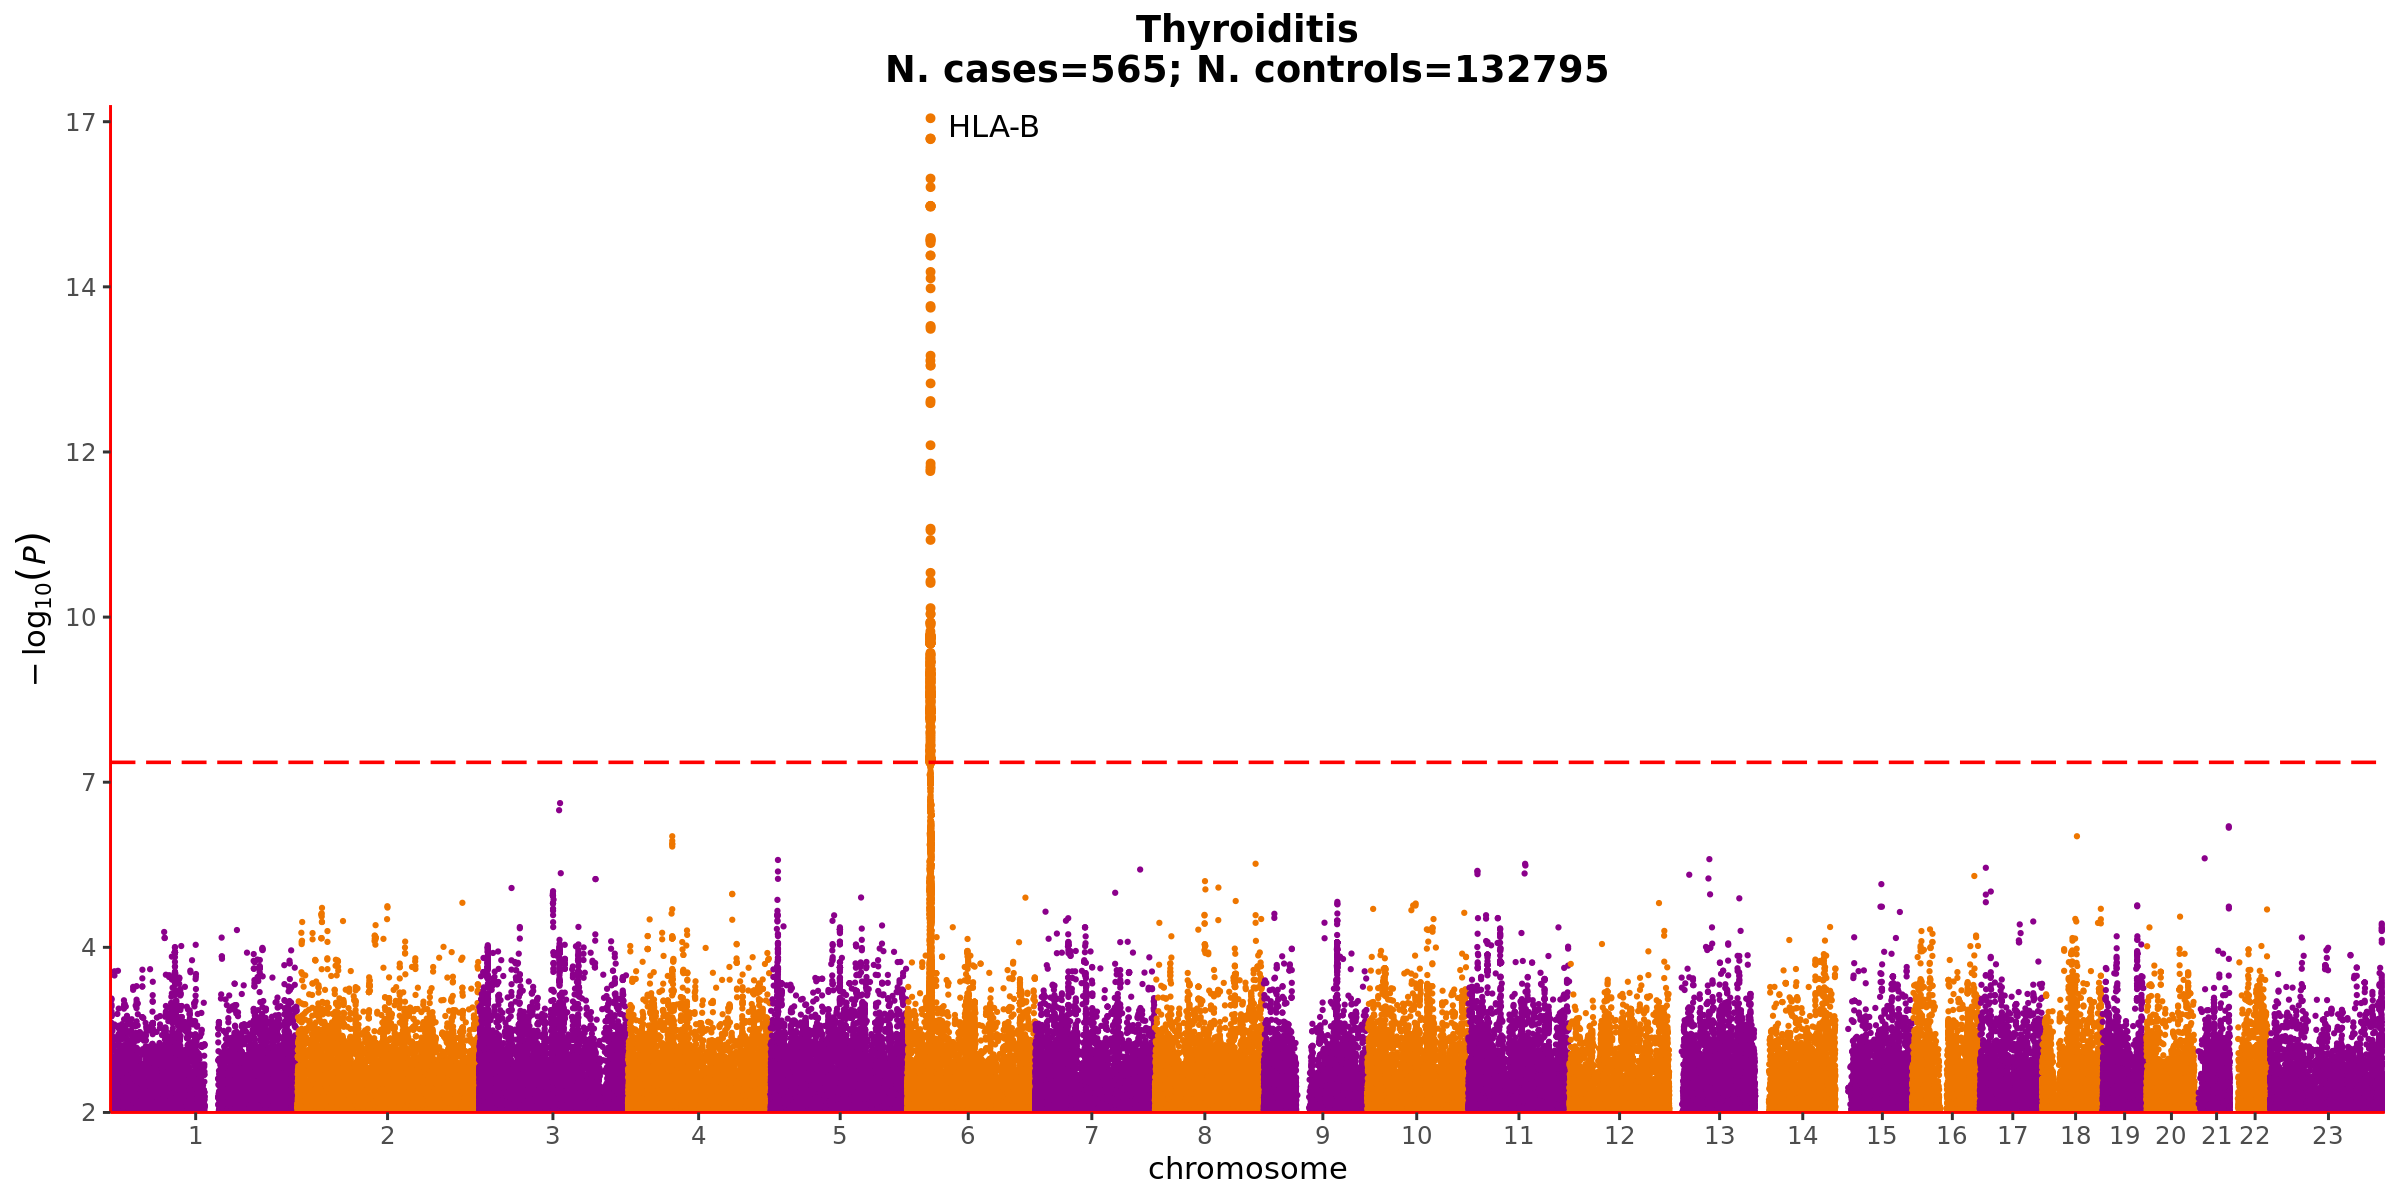 Thyroiditis
N. cases=565; N. controls=132795
HLA-B
17
14
12
10
7
4
2
−log10(P)
1 2 3 4 5 6 7 8 9 10 11 12 13 14 15 16 17 18 19 20 21 22 23
chromosome